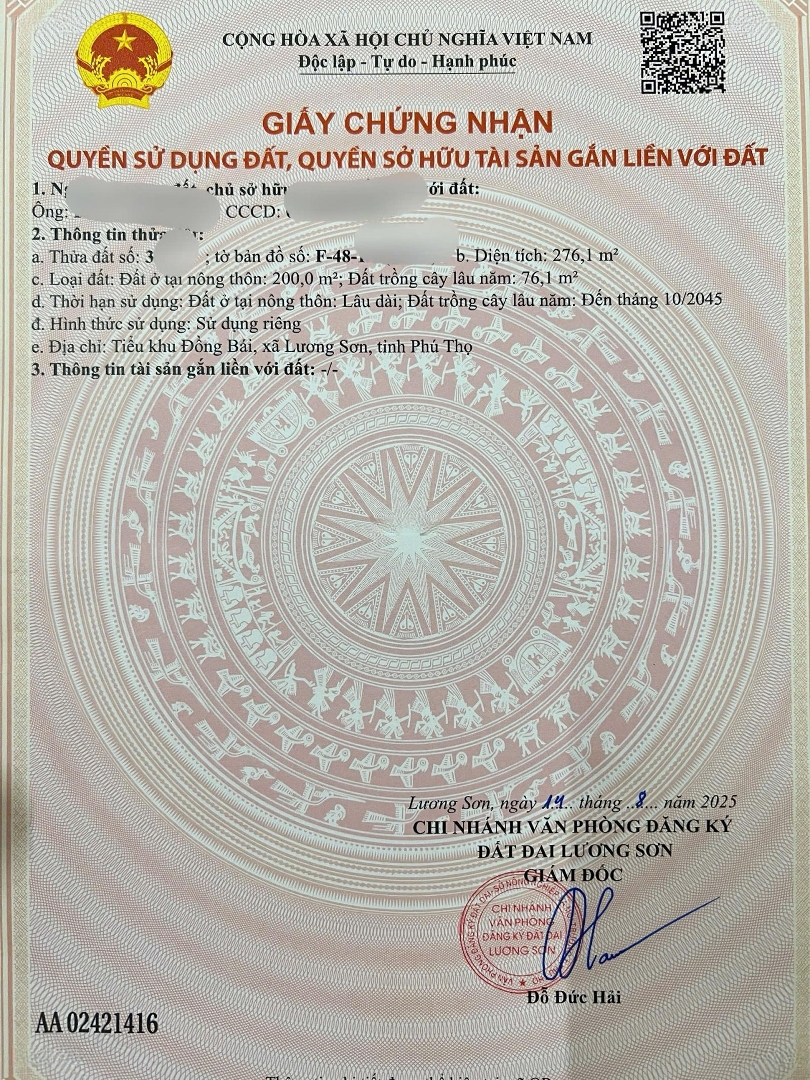 CỘNG HÒA XÃ HỘI CHỦ NGHĨA VIỆT NAM
Độc lập - Tự do - Hạnh phúc
GIẤY CHỨNG NHẬN
QUYỀN SỬ DỤNG ĐẤT, QUYỀN SỞ HỮU TÀI SẢN GẮN LIỀN VỚI ĐẤT
1. chủ sở hữu với đất:
Ông: CCCD:
2. Thông tin thửa đất:
a. Thửa đất số: 3 ; tờ bản đồ số: F-48- b. Diện tích: 276,1 m²
c. Loại đất: Đất ở tại nông thôn: 200,0 m²; Đất trồng cây lâu năm: 76,1 m²
d. Thời hạn sử dụng: Đất ở tại nông thôn: Lâu dài; Đất trồng cây lâu năm: Đến tháng 10/2045
đ. Hình thức sử dụng: Sử dụng riêng
e. Địa chỉ: Tiểu khu Đồng Bái, xã Lương Sơn, tỉnh Phú Thọ
3. Thông tin tài sản gắn liền với đất: -/-
Lương Sơn, ngày 14 tháng 8 năm 2025
CHI NHÁNH VĂN PHÒNG ĐĂNG KÝ
ĐẤT ĐAI LƯƠNG SƠN
GIÁM ĐỐC
CHI NHÁNH
VĂN PHÒNG
ĐĂNG KÝ ĐẤT ĐAI
LƯƠNG SƠN
Đỗ Đức Hải
AA 02421416